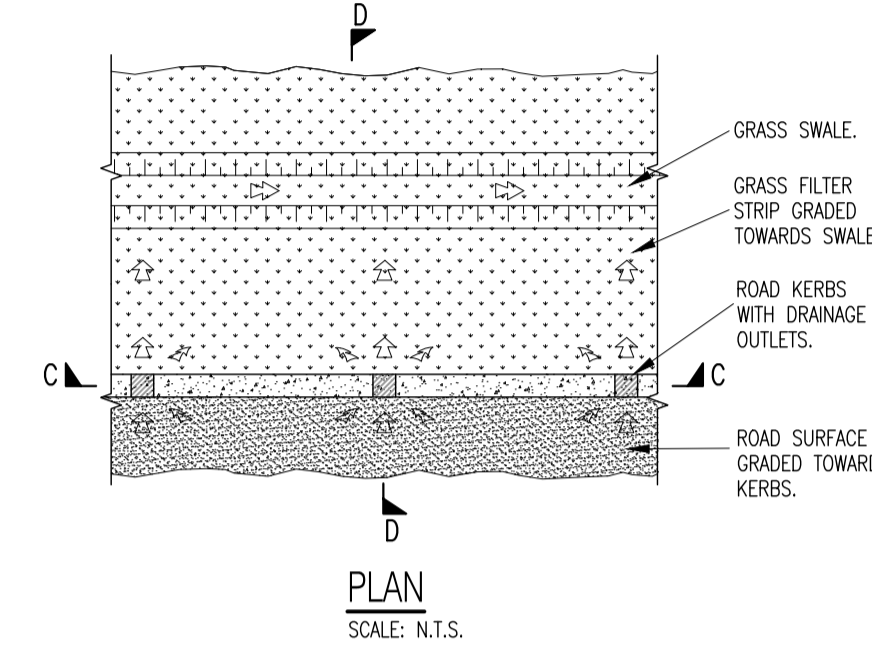 D
GRASS SWALE.
GRASS FILTER
STRIP GRADED
TOWARDS SWALE
ROAD KERBS
WITH DRAINAGE
OUTLETS.
C
C
ROAD SURFACE
GRADED TOWARD
KERBS.
D
PLAN
SCALE: N.T.S.